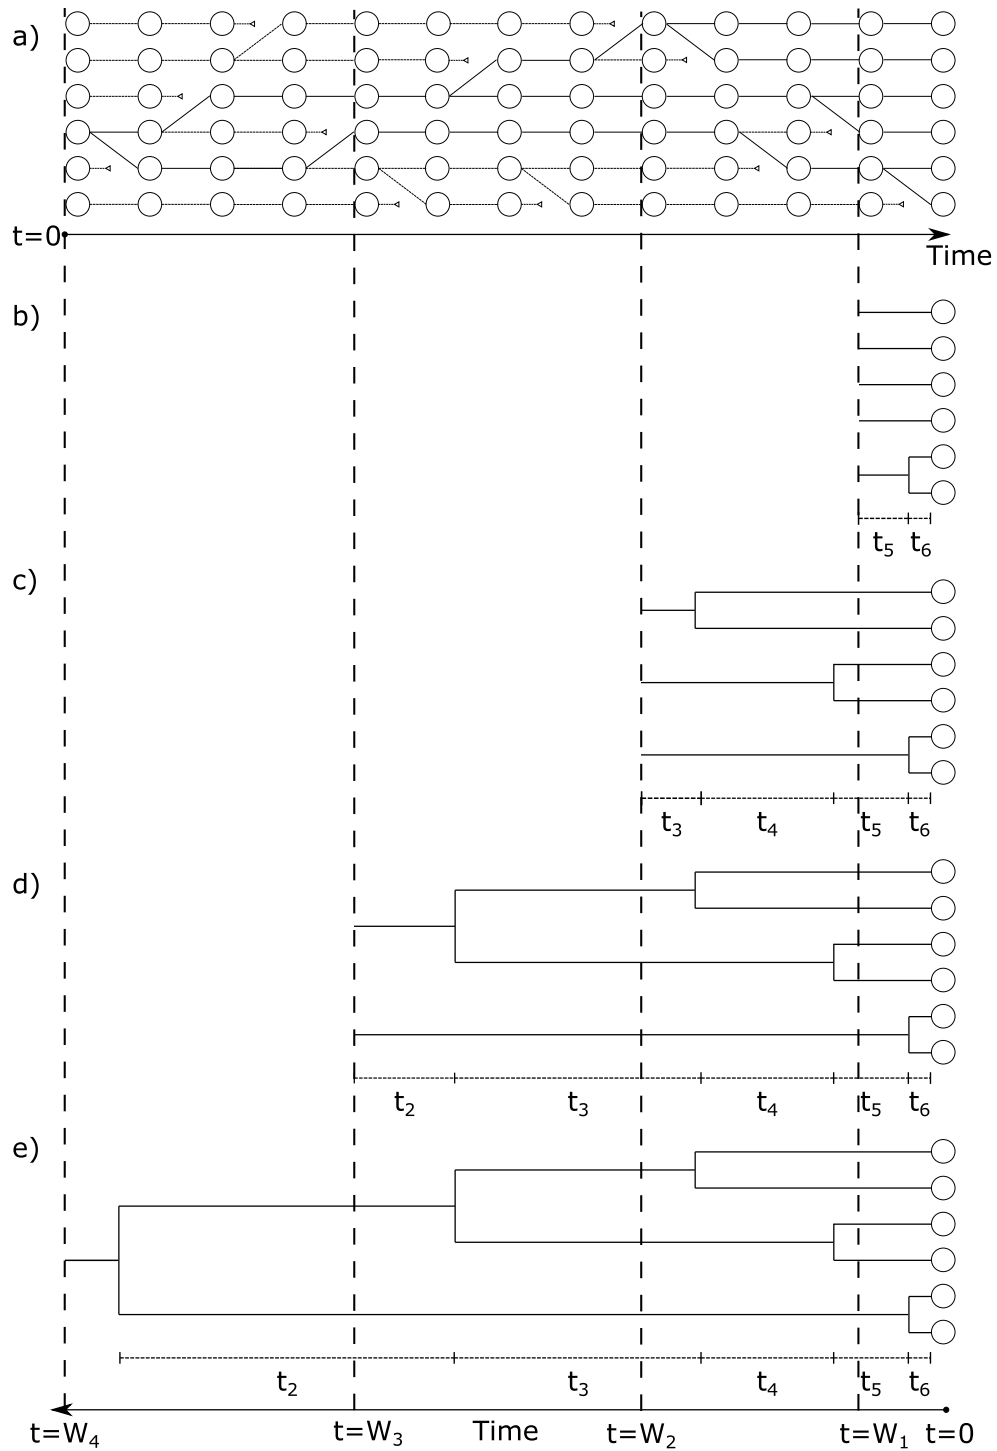 a)
t=0
Time
b)
t₅ t₆
c)
t₃ t₄ t₅ t₆
d)
t₂ t₃ t₄ t₅ t₆
e)
t₂ t₃ t₄ t₅ t₆
t=W₄ t=W₃ Time t=W₂ t=W₁ t=0